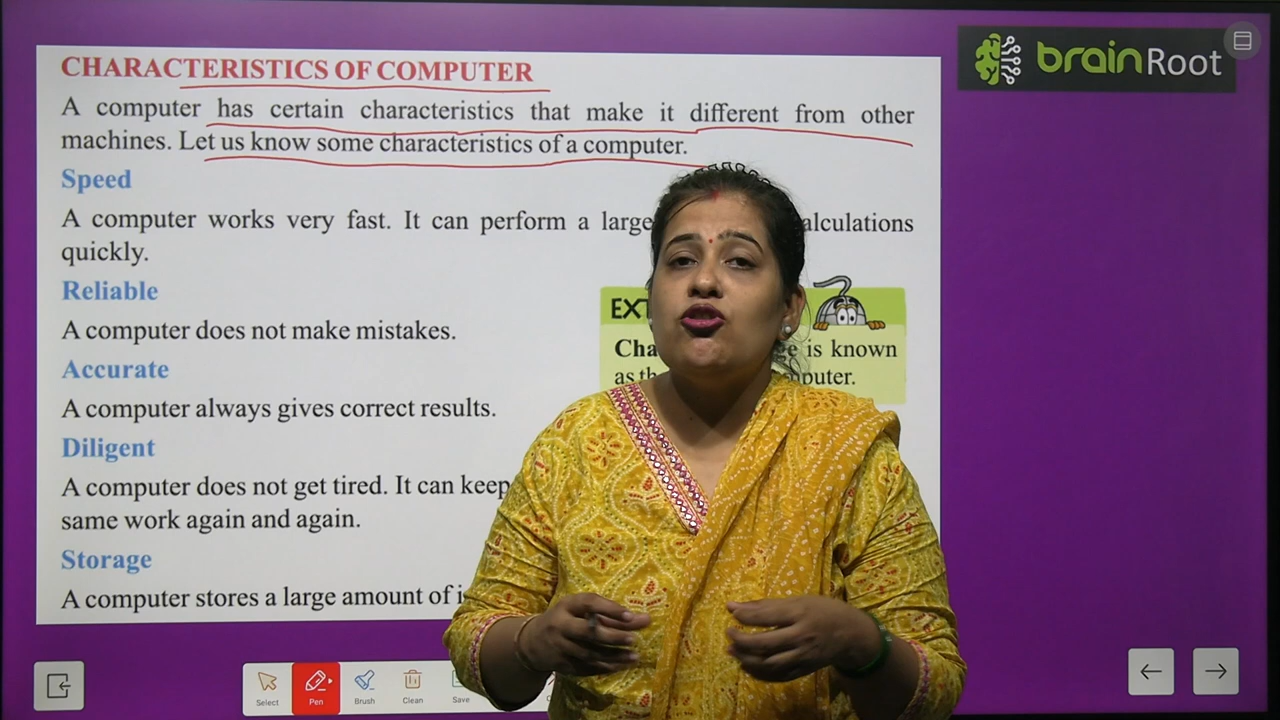 CHARACTERISTICS OF COMPUTER
A computer has certain characteristics that make it different from other
machines. Let us know some characteristics of a computer.
Speed
A computer works very fast. It can perform a large alculations
quickly.
Reliable
A computer does not make mistakes.
Accurate
A computer always gives correct results.
Diligent
A computer does not get tired. It can keep
same work again and again.
Storage
A computer stores a large amount of
EXT
Cha e is known
as th mputer.
brainRoot
Select
Pen
Brush
Clean
Save